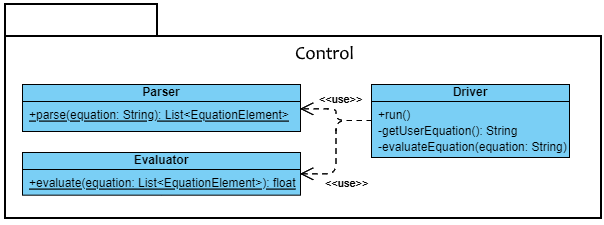 Control
Parser
+parse(equation: String): List<EquationElement>
<<use>>
Driver
+run()
-getUserEquation(): String
-evaluateEquation(equation: String)
Evaluator
+evaluate(equation: List<EquationElement>): float
<<use>>